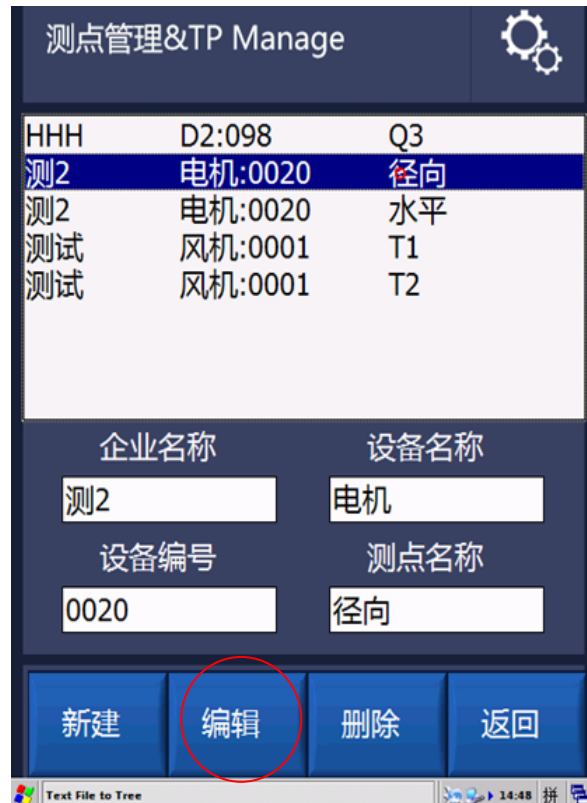 测点管理&TP Manage
HHH D2:098 Q3
测2 电机:0020 径向
测2 电机:0020 水平
测试 风机:0001 T1
测试 风机:0001 T2
企业名称 设备名称
测2 电机
设备编号 测点名称
0020 径向
新建 编辑 删除 返回
Text File to Tree 14:48 拼